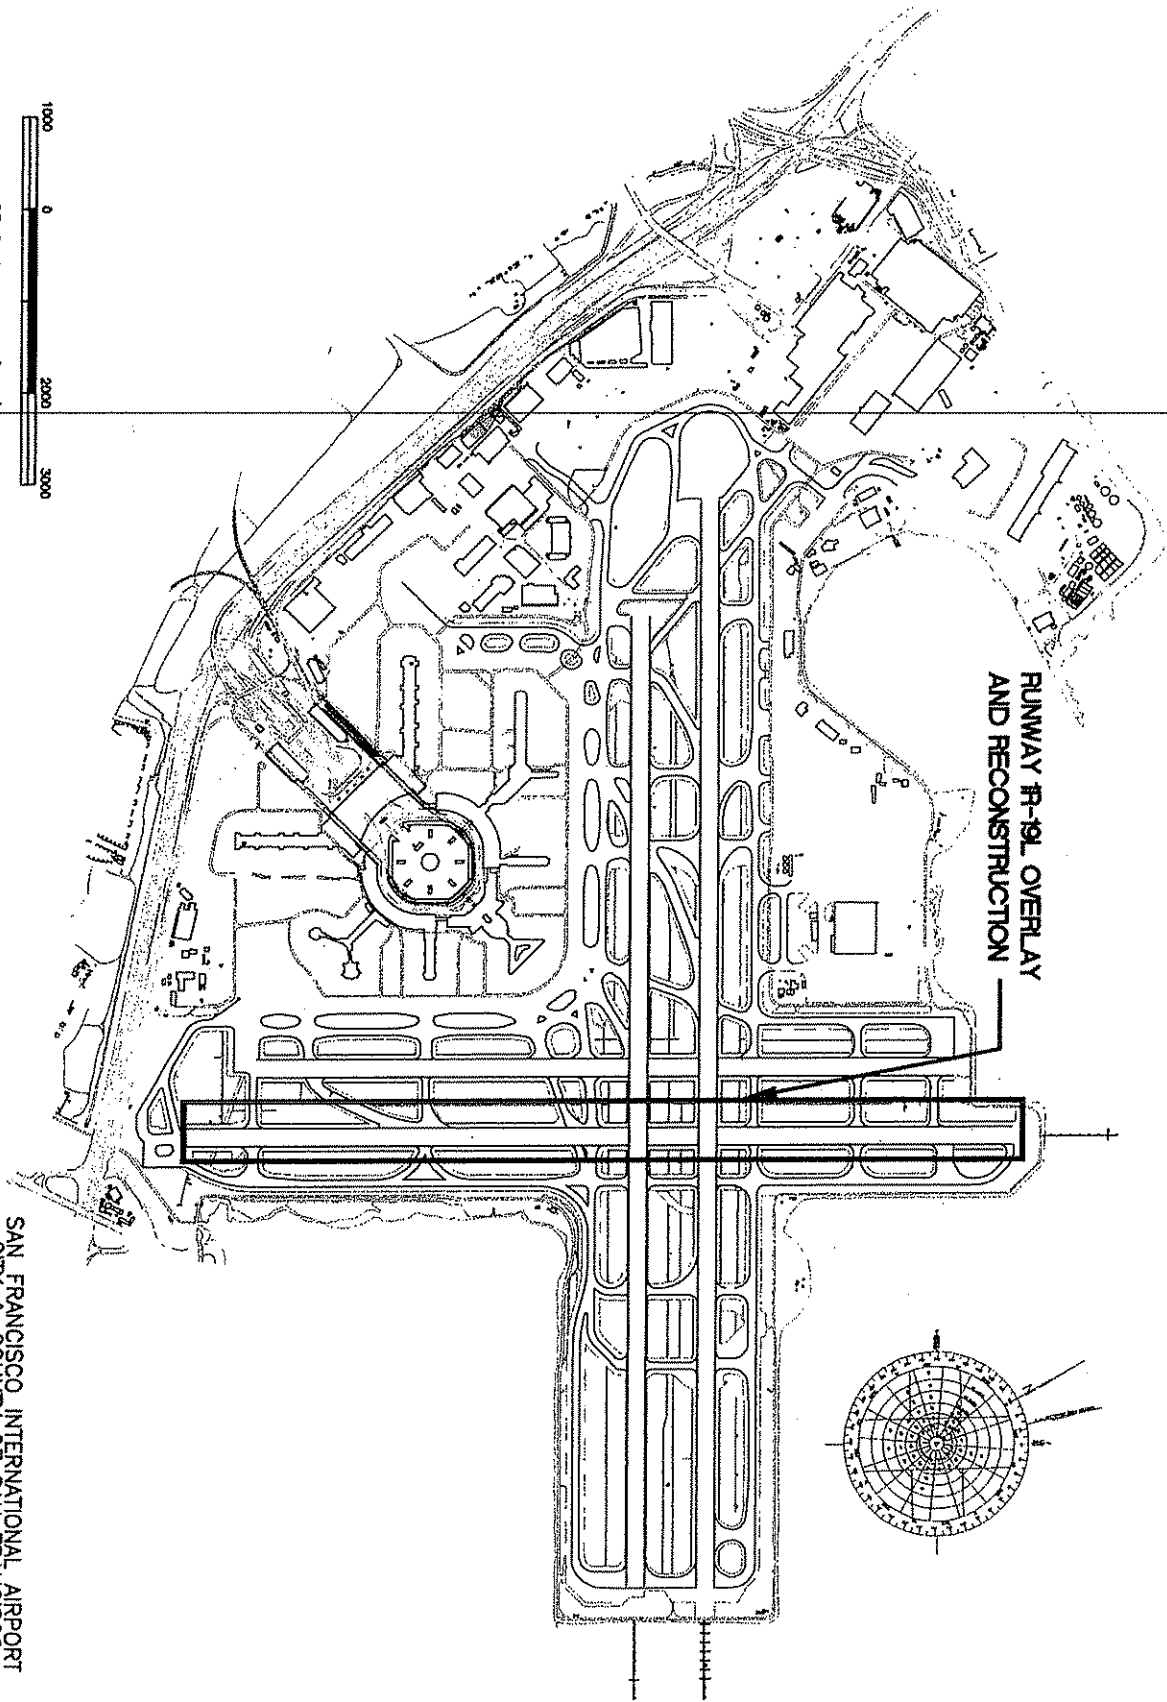 RUNWAY 1R-19L OVERLAY
AND RECONSTRUCTION
1000 0 2000 3000
SAN FRANCISCO INTERNATIONAL AIRPORT